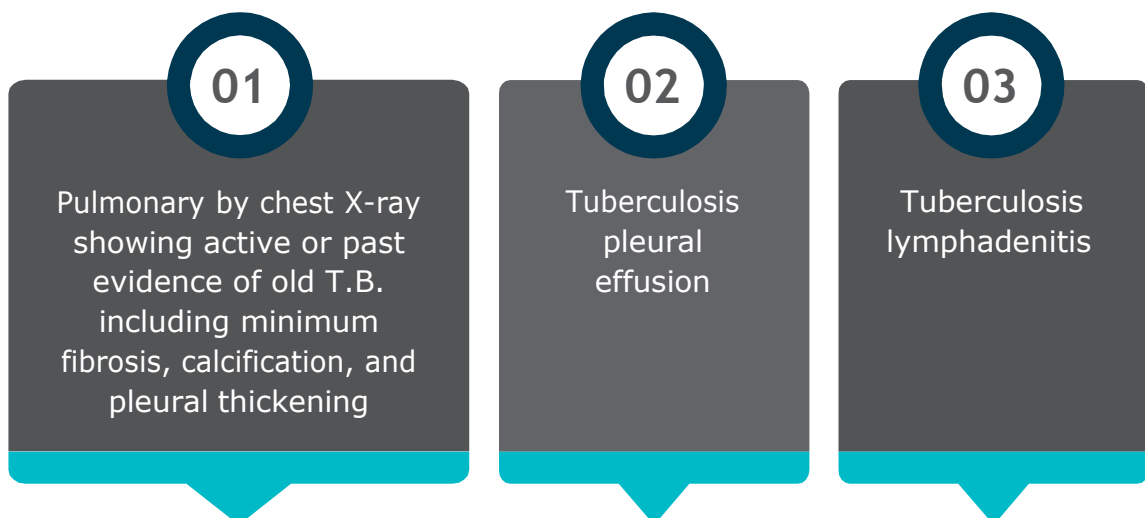 01
Pulmonary by chest X-ray
showing active or past
evidence of old T.B.
including minimum
fibrosis, calcification, and
pleural thickening
02
Tuberculosis
pleural
effusion
03
Tuberculosis
lymphadenitis